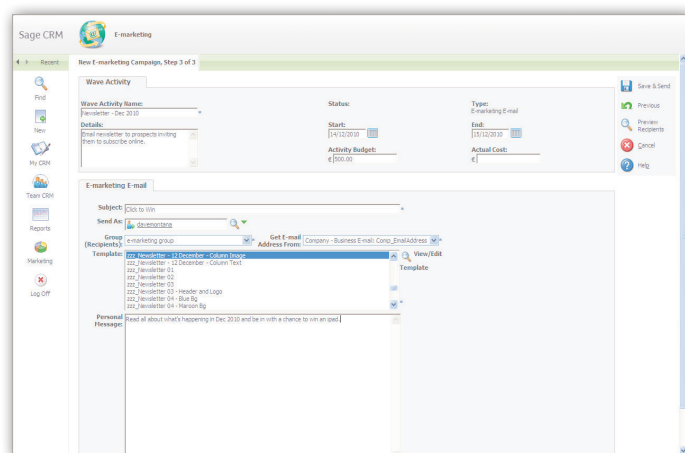 Sage CRM
E-marketing
Recent
New E-marketing Campaign, Step 3 of 3
Find
New
My CRM
Team CRM
Reports
Marketing
Log Off
Wave Activity
Wave Activity Name:
Newsletter - Dec 2010
Status:
Type:
E-marketing E-mail
Details:
Email newsletter to prospects inviting
them to subscribe online.
Start:
14/12/2010
End:
15/12/2010
Activity Budget:
€ 500.00
Actual Cost:
€
Save & Send
Previous
Preview
Recipients
Cancel
Help
E-marketing E-mail
Subject: Click to Win
Send As: davemontana
Group
(Recipients): e-marketing group
Get E-mail
Address From: Company - Business E-mail: Comp_EmailAddress
Template: zzz_Newsletter - 12 December - Column Image
zzz_Newsletter - 12 December - Column Text
zzz_Newsletter 01
zzz_Newsletter 02
zzz_Newsletter 03
zzz_Newsletter 03 - Header and Logo
zzz_Newsletter 04 - Blue Bg
zzz_Newsletter 04 - Maroon Bg
View/Edit
Template
Personal
Message: Read all about what's happening in Dec 2010 and be in with a chance to win an ipad.